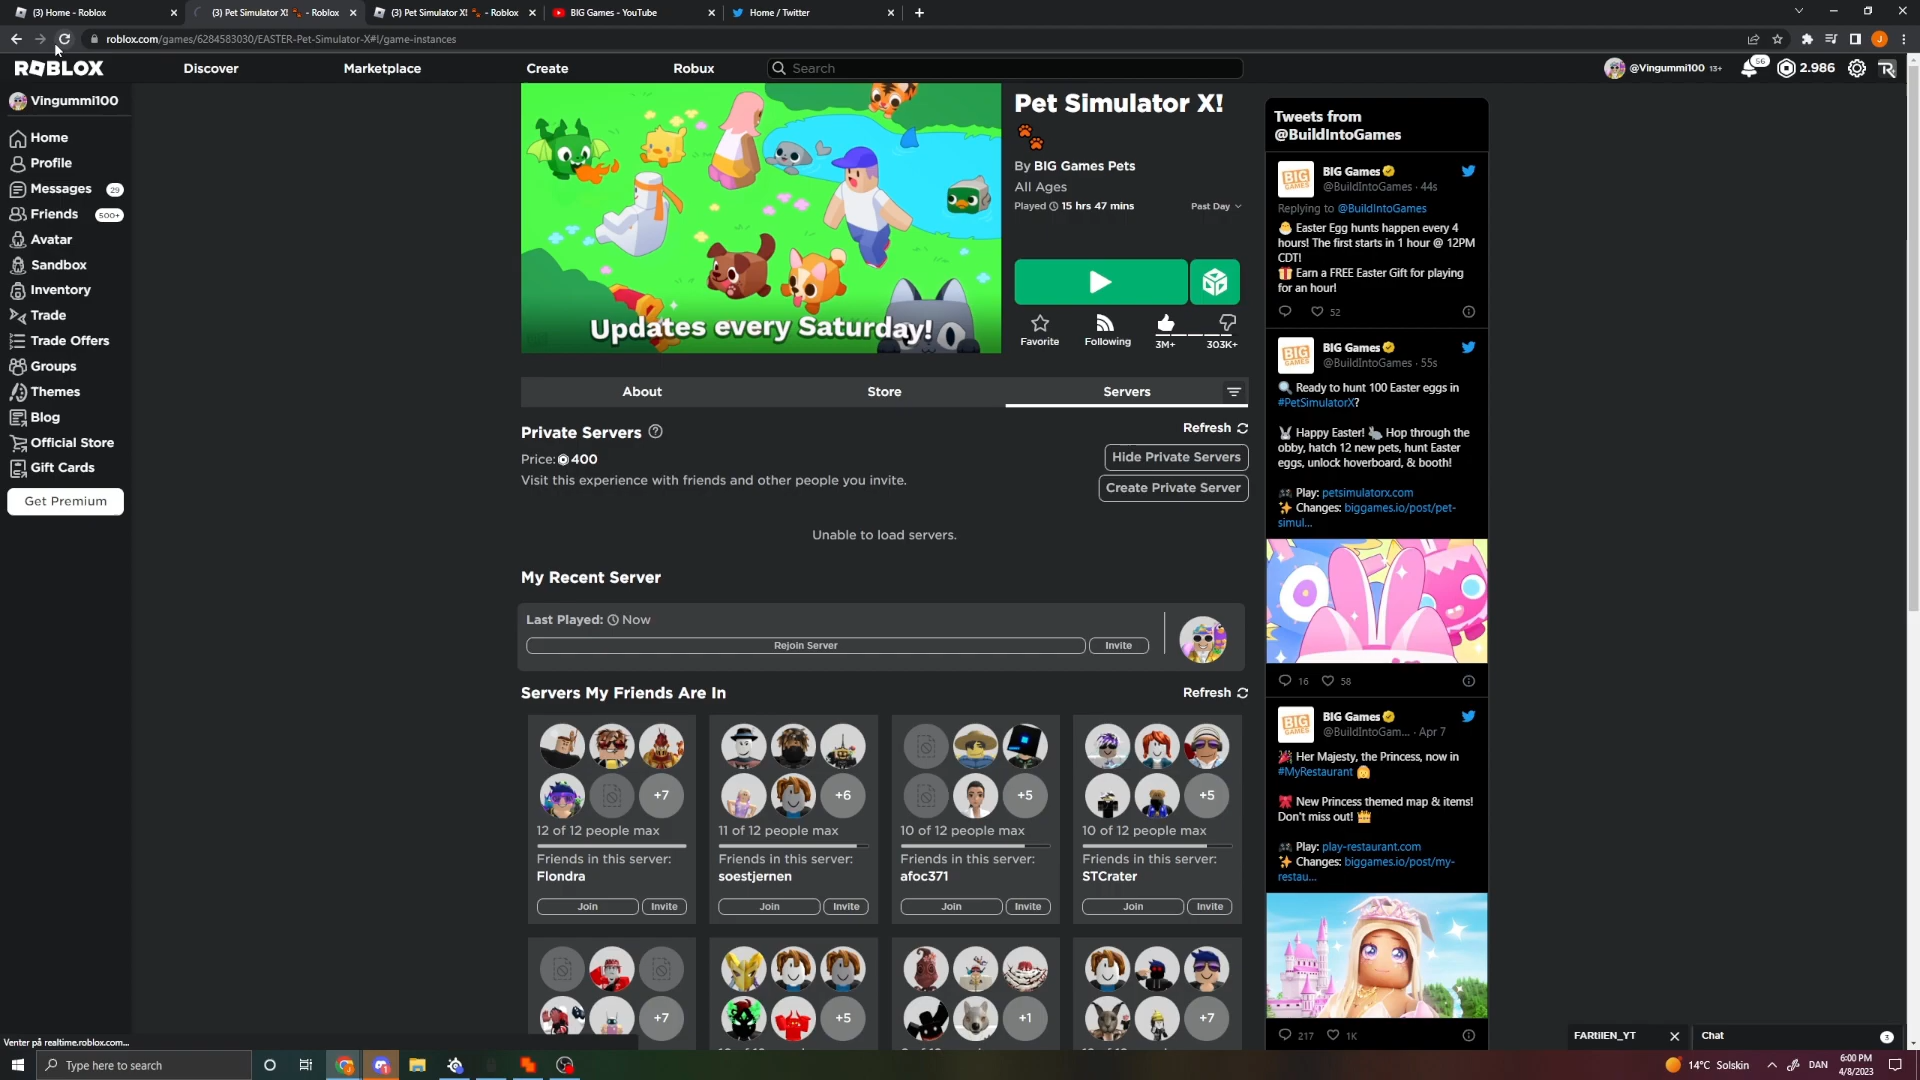 (3) Home - Roblox
(3) Pet Simulator X! - Roblox
(3) Pet Simulator X! - Roblox
BIG Games - YouTube
Home / Twitter
roblox.com/games/6284583030/EASTER-Pet-Simulator-X#!/game-instances
ROBLOX
Discover
Marketplace
Create
Robux
Search
@Vingummi100 13+
56
2.986
Vingummi100
Home
Profile
Messages 29
Friends 500+
Avatar
Sandbox
Inventory
Trade
Trade Offers
Groups
Themes
Blog
Official Store
Gift Cards
Get Premium
Updates every Saturday!
Pet Simulator X!
By BIG Games Pets
All Ages
Played 15 hrs 47 mins
Past Day
Favorite
Following
3M+
303K+
About
Store
Servers
Private Servers
Refresh
Price: 400
Hide Private Servers
Visit this experience with friends and other people you invite.
Create Private Server
Unable to load servers.
My Recent Server
Last Played: Now
Rejoin Server
Invite
Servers My Friends Are In
Refresh
+7
+6
+5
+5
12 of 12 people max
11 of 12 people max
10 of 12 people max
10 of 12 people max
Friends in this server:
Friends in this server:
Friends in this server:
Friends in this server:
Flondra
soestjernen
afoc371
STCrater
Join
Invite
Join
Invite
Join
Invite
Join
Invite
+7
+5
+1
+7
Tweets from
@BuildIntoGames
BIG GAMES
BIG Games
@BuildIntoGames · 44s
Replying to @BuildIntoGames
Easter Egg hunts happen every 4
hours! The first starts in 1 hour @ 12PM
CDT!
Earn a FREE Easter Gift for playing
for an hour!
52
BIG GAMES
BIG Games
@BuildIntoGames · 55s
Ready to hunt 100 Easter eggs in
#PetSimulatorX?
Happy Easter! Hop through the
obby, hatch 12 new pets, hunt Easter
eggs, unlock hoverboard, & booth!
Play: petsimulatorx.com
Changes: biggames.io/post/pet-
simul...
16
58
BIG GAMES
BIG Games
@BuildIntoGam... · Apr 7
Her Majesty, the Princess, now in
#MyRestaurant
New Princess themed map & items!
Don't miss out!
Play: play-restaurant.com
Changes: biggames.io/post/my-
restau...
217
1K
FARtilEN_YT
Chat
3
Venter på realtime.roblox.com...
Type here to search
14°C Solskin
DAN
6:00 PM
4/8/2023